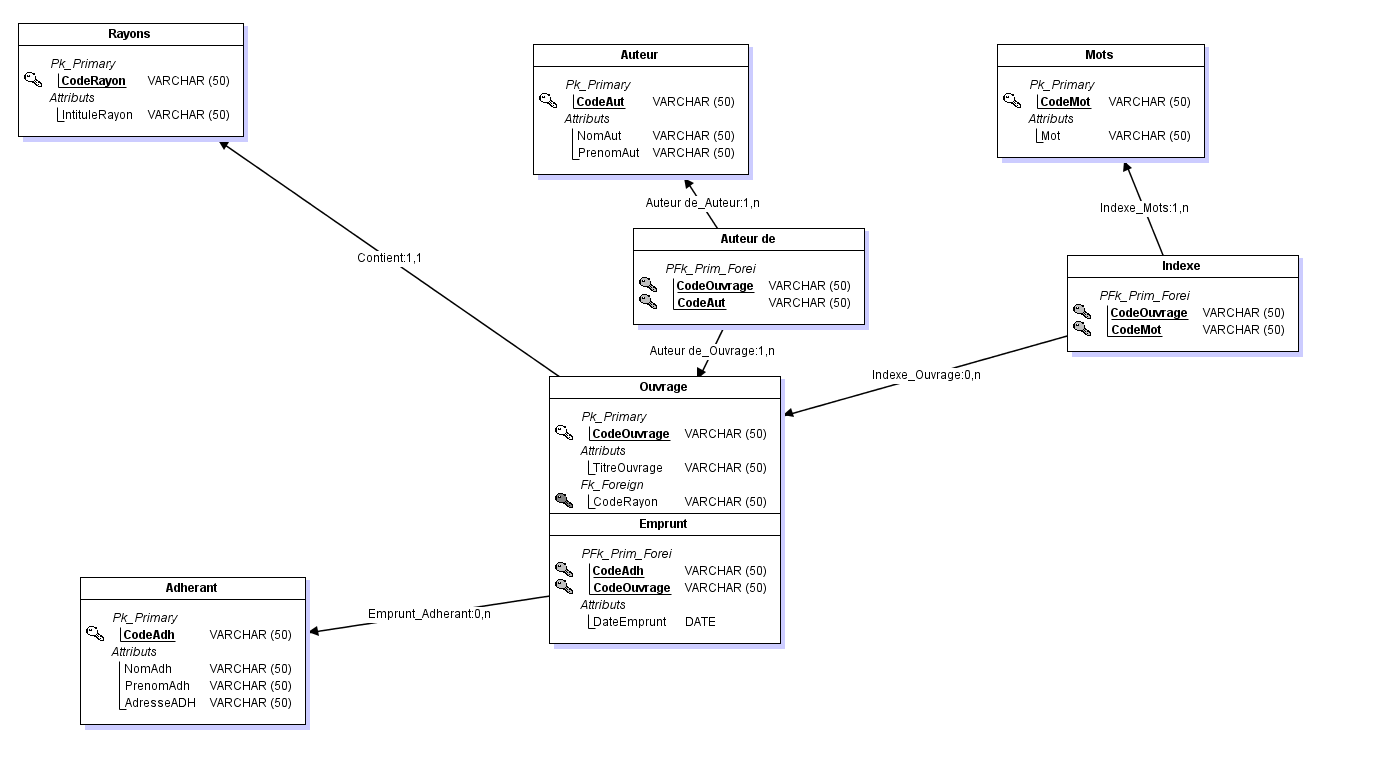 Rayons
Pk_Primary
CodeRayon VARCHAR (50)
Attributs
IntituleRayon VARCHAR (50)
Auteur
Pk_Primary
CodeAut VARCHAR (50)
Attributs
NomAut VARCHAR (50)
PrenomAut VARCHAR (50)
Mots
Pk_Primary
CodeMot VARCHAR (50)
Attributs
Mot VARCHAR (50)
Auteur de_Auteur:1,n
Indexe_Mots:1,n
Contient:1,1
Auteur de
PFk_Prim_Forei
CodeOuvrage VARCHAR (50)
CodeAut VARCHAR (50)
Indexe
PFk_Prim_Forei
CodeOuvrage VARCHAR (50)
CodeMot VARCHAR (50)
Auteur de_Ouvrage:1,n
Indexe_Ouvrage:0,n
Ouvrage
Pk_Primary
CodeOuvrage VARCHAR (50)
Attributs
TitreOuvrage VARCHAR (50)
Fk_Foreign
CodeRayon VARCHAR (50)
Emprunt
PFk_Prim_Forei
CodeAdh VARCHAR (50)
CodeOuvrage VARCHAR (50)
Attributs
DateEmprunt DATE
Emprunt_Adherant:0,n
Adherant
Pk_Primary
CodeAdh VARCHAR (50)
Attributs
NomAdh VARCHAR (50)
PrenomAdh VARCHAR (50)
AdresseADH VARCHAR (50)